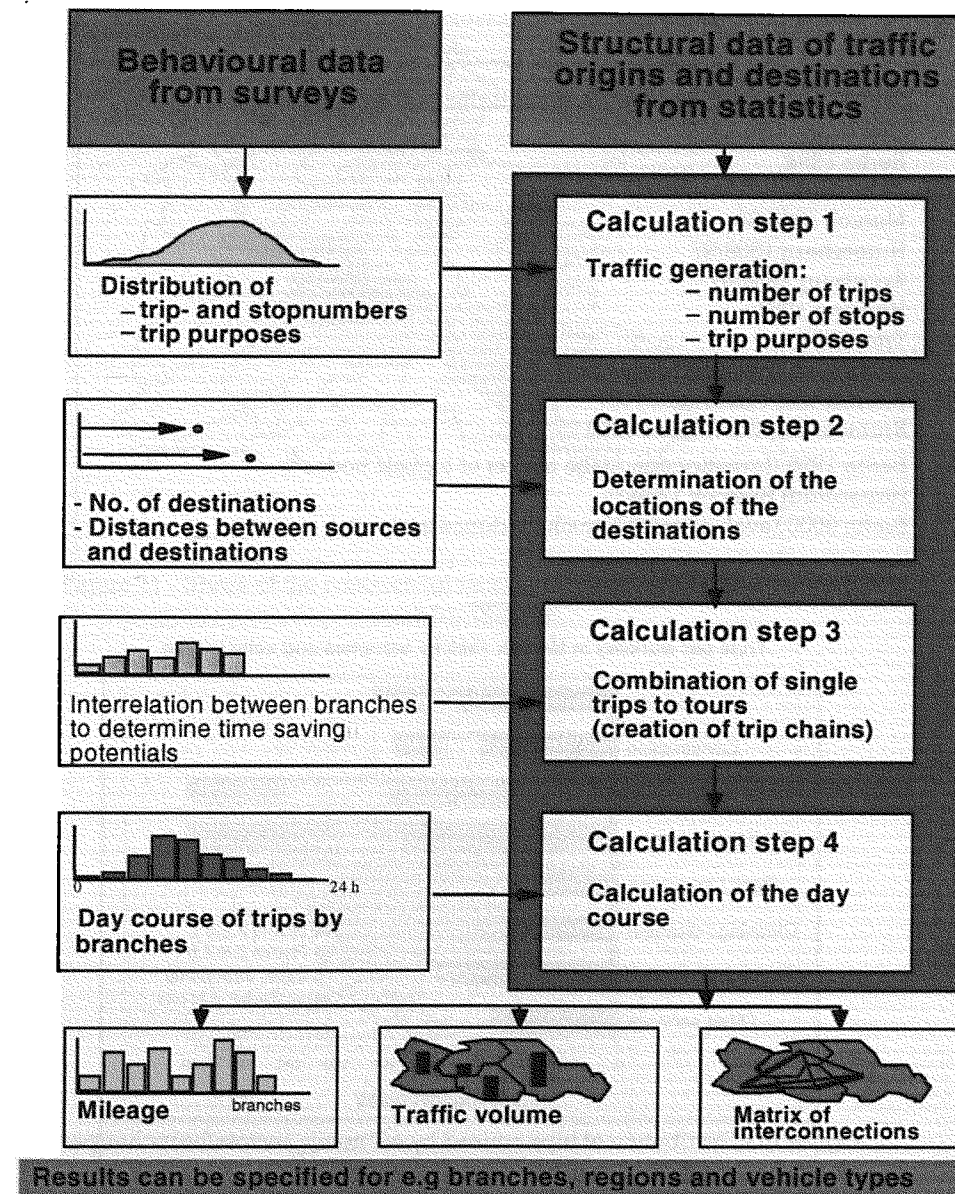 Behavioural data
from surveys
Structural data of traffic
origins and destinations
from statistics
Distribution of
– trip- and stopnumbers
– trip purposes
Calculation step 1
Traffic generation:
– number of trips
– number of stops
– trip purposes
- No. of destinations
- Distances between sources
and destinations
Calculation step 2
Determination of the
locations of the
destinations
Interrelation between branches
to determine time saving
potentials
Calculation step 3
Combination of single
trips to tours
(creation of trip chains)
0
24 h
Day course of trips by
branches
Calculation step 4
Calculation of the day
course
Mileage
branches
Traffic volume
Matrix of
interconnections
Results can be specified for e.g branches, regions and vehicle types